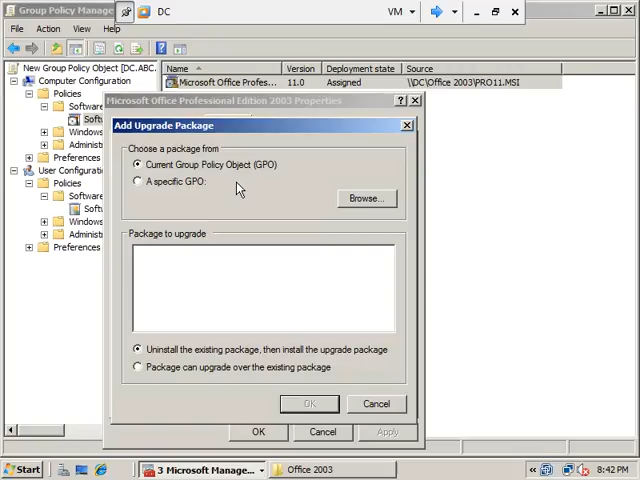 Group Policy Manage
DC
VM
File Action View Help
New Group Policy Object [DC.ABC.
Computer Configuration
Policies
Software
Softw
Windows
Administ
Preferences
User Configuration
Policies
Software
Softw
Windows
Administ
Preferences
Name Version Deployment state Source
Microsoft Office Profes... 11.0 Assigned \\DC\Office 2003\PRO11.MSI
Microsoft Office Professional Edition 2003 Properties
Add Upgrade Package
Choose a package from
Current Group Policy Object (GPO)
A specific GPO:
Browse...
Package to upgrade
Uninstall the existing package, then install the upgrade package
Package can upgrade over the existing package
OK Cancel
OK Cancel Apply
Start 3 Microsoft Manage... Office 2003 8:42 PM